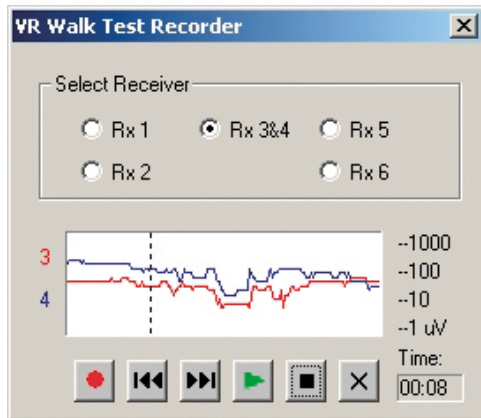 VR Walk Test Recorder
Select Receiver
Rx 1 Rx 3&4 Rx 5
Rx 2 Rx 6
3
4
--1000
--100
--10
--1 uV
Time:
00:08